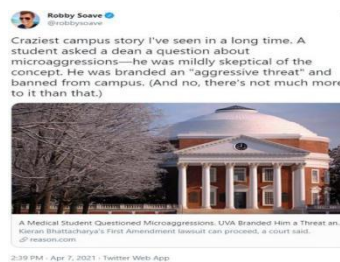 Robby Soave
@robbysoave
Craziest campus story I've seen in a long time. A
student asked a dean a question about
microaggressions—he was mildly skeptical of the
concept. He was branded an "aggressive threat" and
banned from campus. (And no, there's not much more
to it than that.)
A Medical Student Questioned Microaggressions. UVA Branded Him a Threat an.
Kieran Bhattacharya's First Amendment lawsuit can proceed, a court said.
reason.com
2:39 PM · Apr 7, 2021 · Twitter Web App